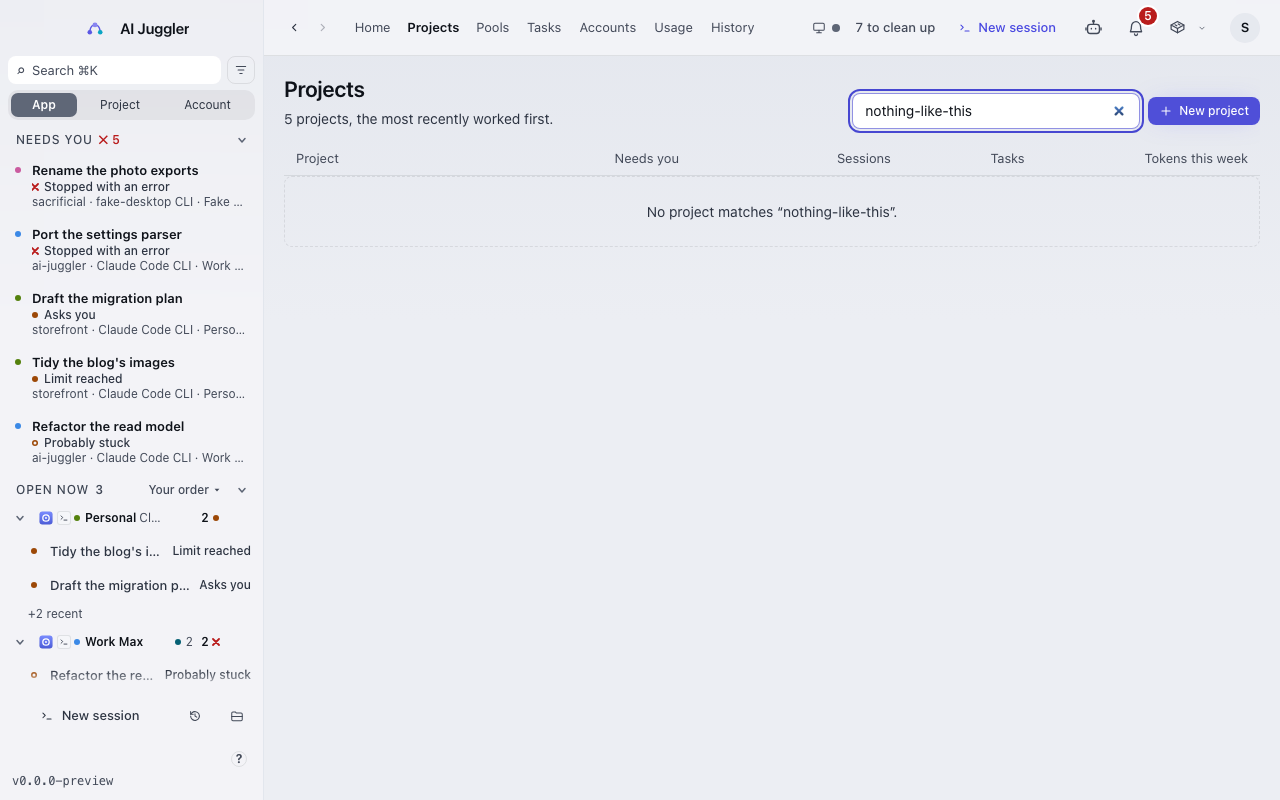 AI Juggler
Search ⌘K
App Project Account
NEEDS YOU 5
Rename the photo exports
Stopped with an error
sacrificial · fake-desktop CLI · Fake ...
Port the settings parser
Stopped with an error
ai-juggler · Claude Code CLI · Work ...
Draft the migration plan
Asks you
storefront · Claude Code CLI · Perso...
Tidy the blog's images
Limit reached
storefront · Claude Code CLI · Perso...
Refactor the read model
Probably stuck
ai-juggler · Claude Code CLI · Work ...
OPEN NOW 3 Your order
Personal Cl... 2
Tidy the blog's i... Limit reached
Draft the migration p... Asks you
+2 recent
Work Max 2 2
Refactor the re... Probably stuck
New session
?
v0.0.0-preview
Home Projects Pools Tasks Accounts Usage History 7 to clean up New session 5 S
Projects
5 projects, the most recently worked first.
nothing-like-this
New project
Project Needs you Sessions Tasks Tokens this week
No project matches “nothing-like-this”.